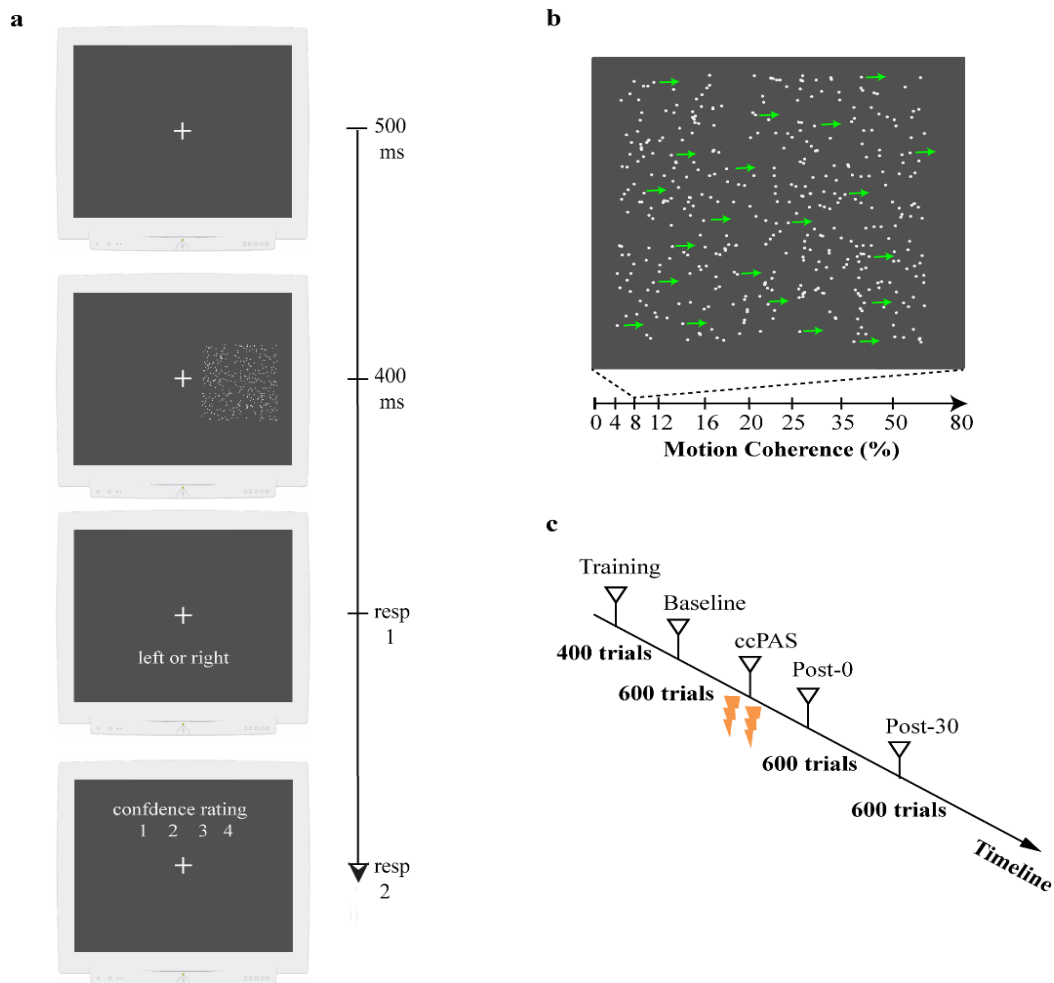 a
500
ms
400
ms
left or right
resp
1
confdence rating
1 2 3 4
resp
2
b
0 4 8 12 16 20 25 35 50 80
Motion Coherence (%)
c
Training
Baseline
400 trials
ccPAS
600 trials
Post-0
Post-30
600 trials
600 trials
Timeline